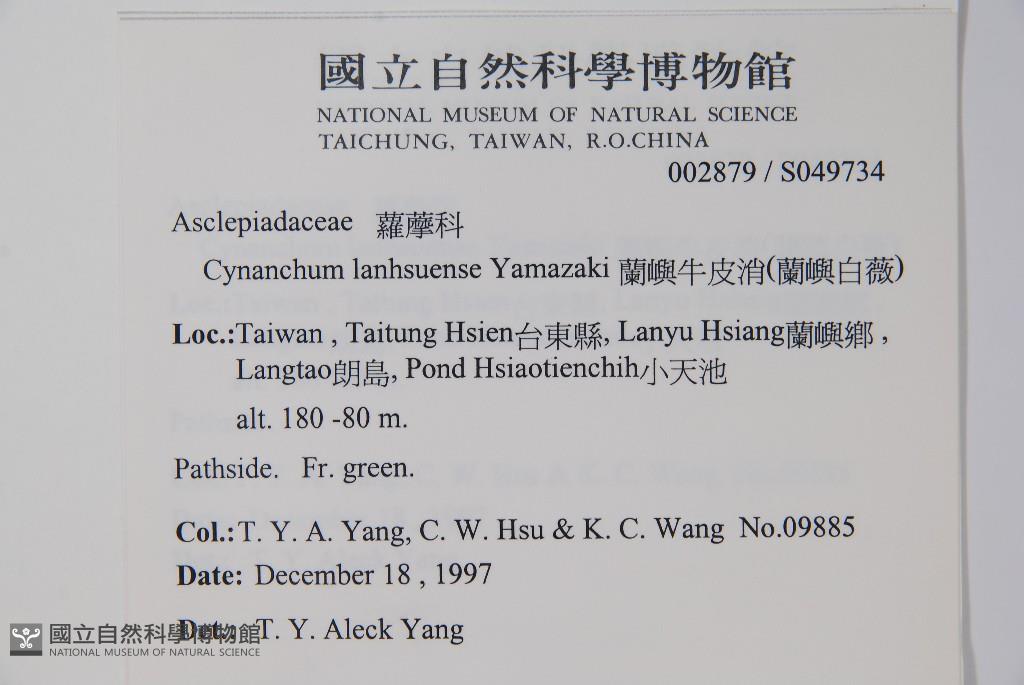 國立自然科學博物館
NATIONAL MUSEUM OF NATURAL SCIENCE
TAICHUNG, TAIWAN, R.O.CHINA
002879 / S049734
Asclepiadaceae 蘿藦科
Cynanchum lanhsuense Yamazaki 蘭嶼牛皮消(蘭嶼白薇)
Loc.:Taiwan , Taitung Hsien台東縣, Lanyu Hsiang蘭嶼鄉 ,
Langtao朗島, Pond Hsiaotienchih小天池
alt. 180 -80 m.
Pathside. Fr. green.
Col.:T. Y. A. Yang, C. W. Hsu & K. C. Wang No.09885
Date: December 18 , 1997
Det.: T. Y. Aleck Yang
國立自然科學博物館
NATIONAL MUSEUM OF NATURAL SCIENCE